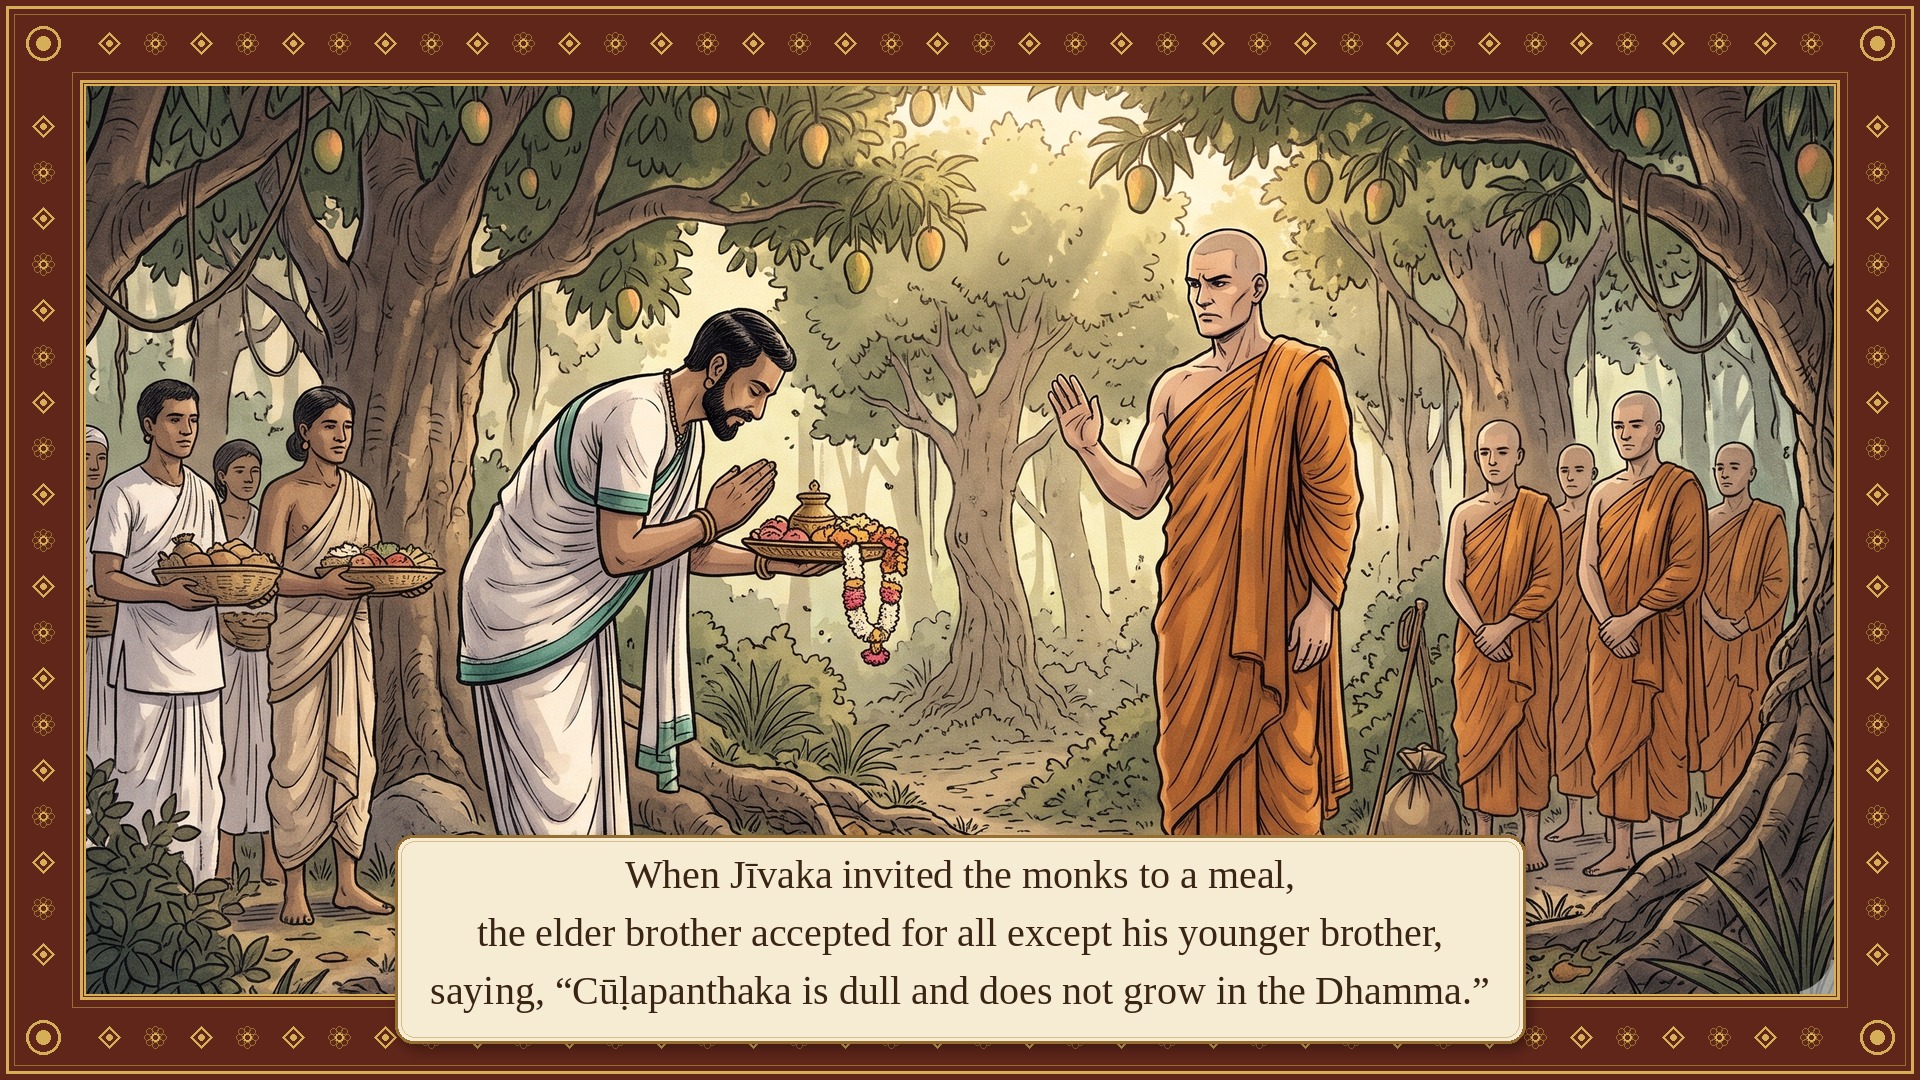 When Jīvaka invited the monks to a meal,
the elder brother accepted for all except his younger brother,
saying, “Cūḷapanthaka is dull and does not grow in the Dhamma.”